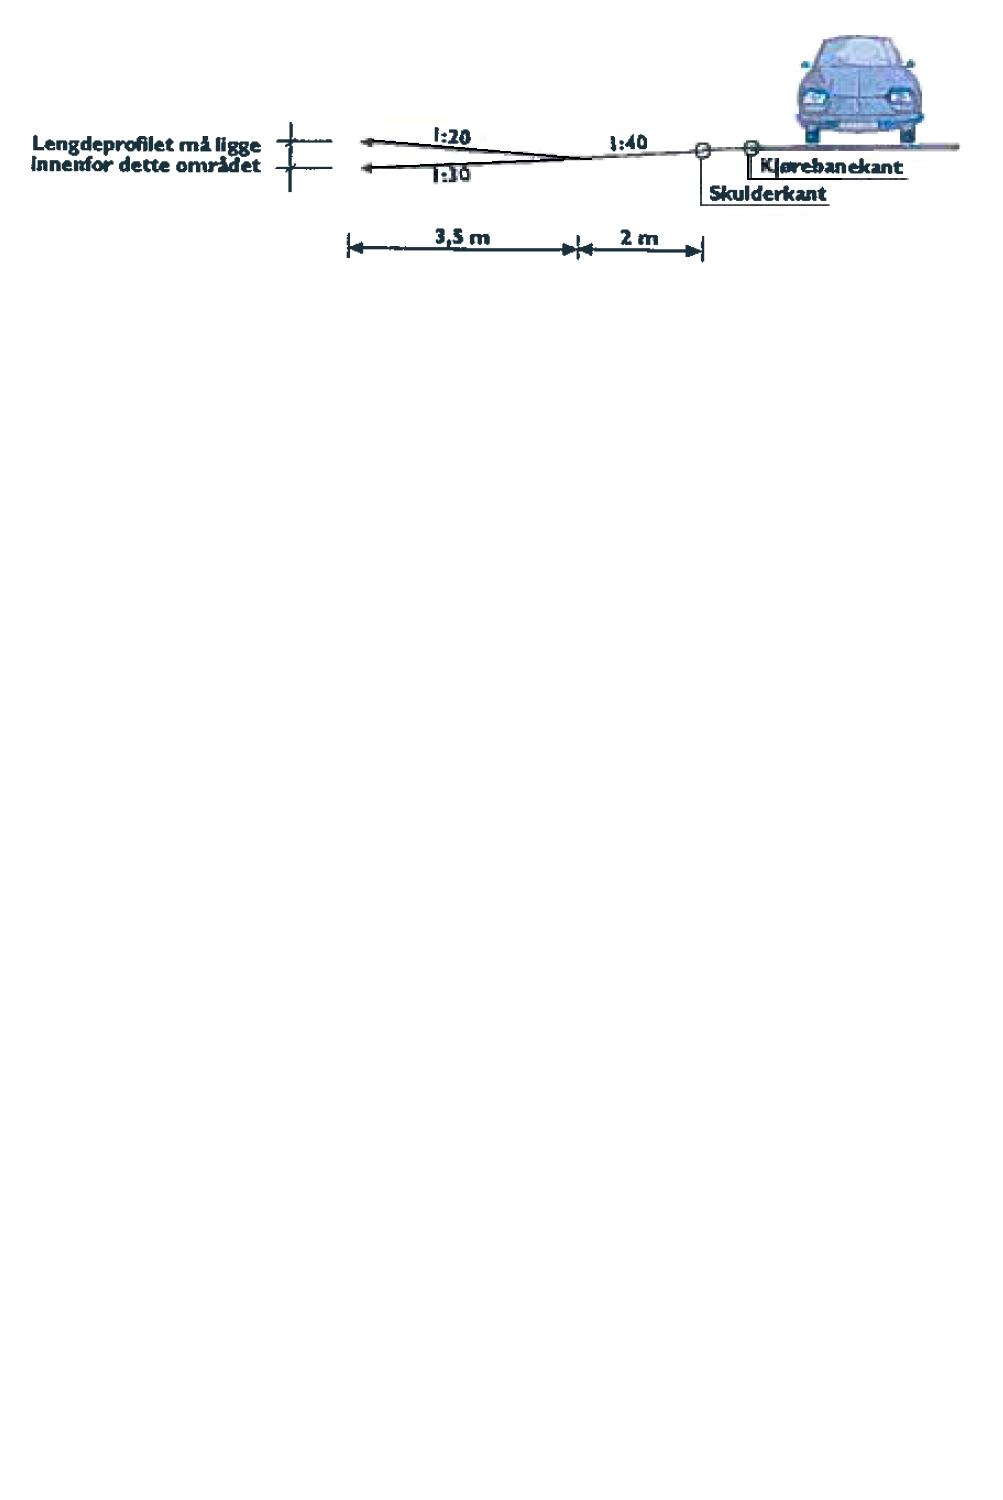 1:20
1:40
Lengdeprofilet må ligge
innenfor dette området
1:30
Kjørebanekant
Skulderkant
3,5 m
2 m